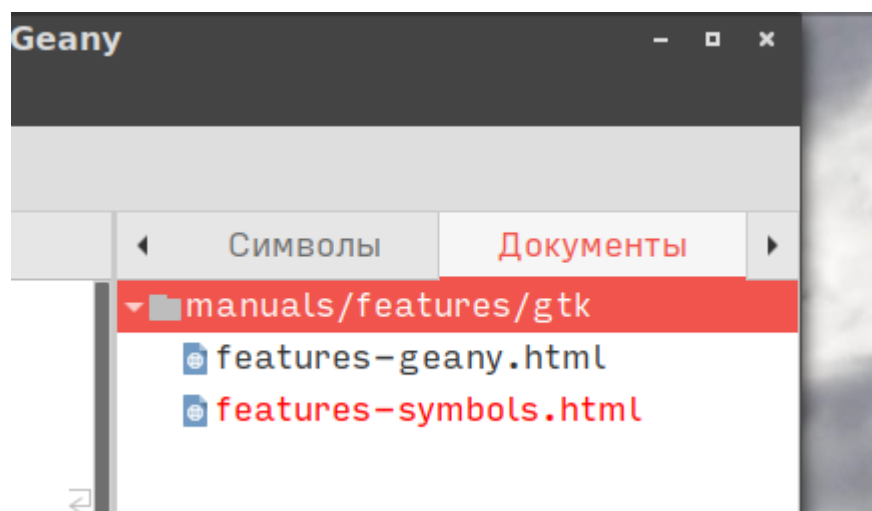 Geany
Символы Документы
manuals/features/gtk
features-geany.html
features-symbols.html